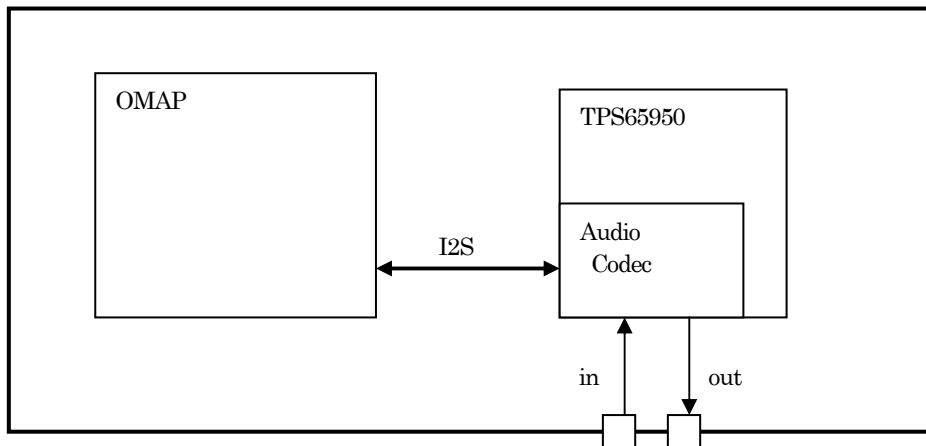 OMAP
TPS65950
I2S
Audio
Codec
in
out